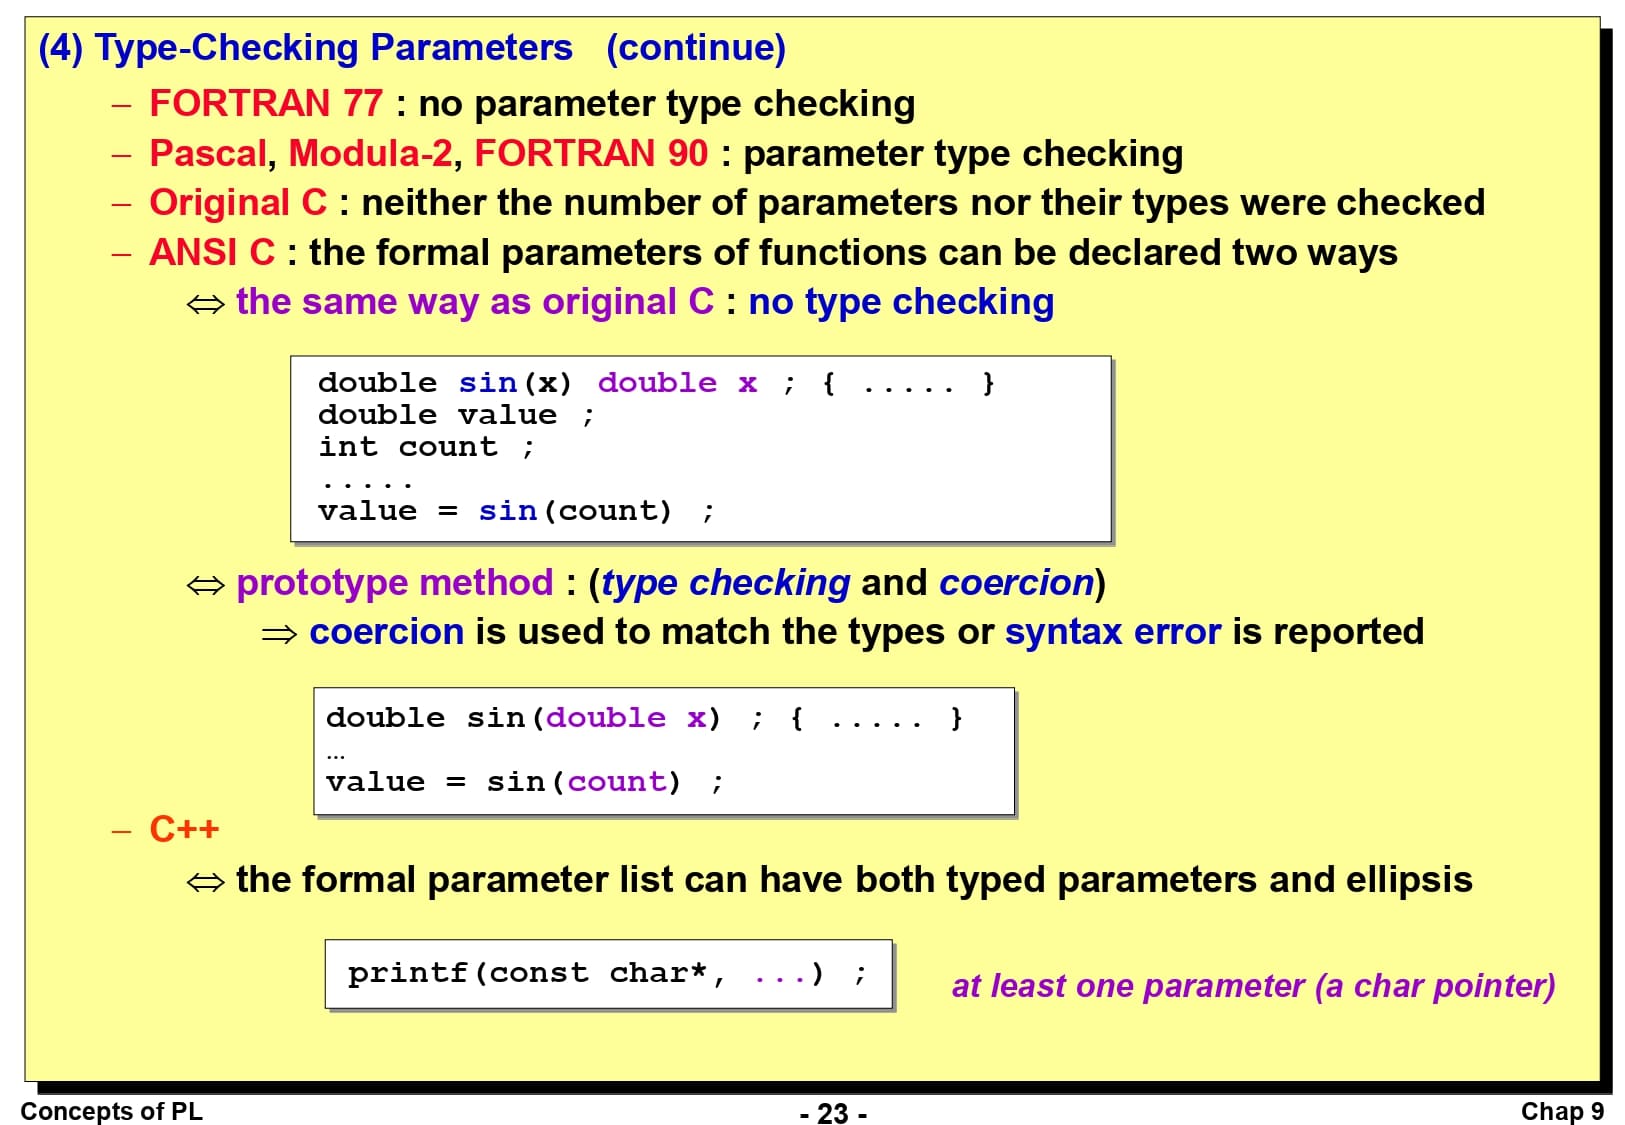 (4) Type-Checking Parameters (continue)
– FORTRAN 77 : no parameter type checking
– Pascal, Modula-2, FORTRAN 90 : parameter type checking
– Original C : neither the number of parameters nor their types were checked
– ANSI C : the formal parameters of functions can be declared two ways
⇔ the same way as original C : no type checking
double sin(x) double x ; { ..... }
double value ;
int count ;
.....
value = sin(count) ;
⇔ prototype method : (type checking and coercion)
⇒ coercion is used to match the types or syntax error is reported
double sin(double x) ; { ..... }
…
value = sin(count) ;
– C++
⇔ the formal parameter list can have both typed parameters and ellipsis
printf(const char*, ...) ;
at least one parameter (a char pointer)
Concepts of PL
- 23 -
Chap 9